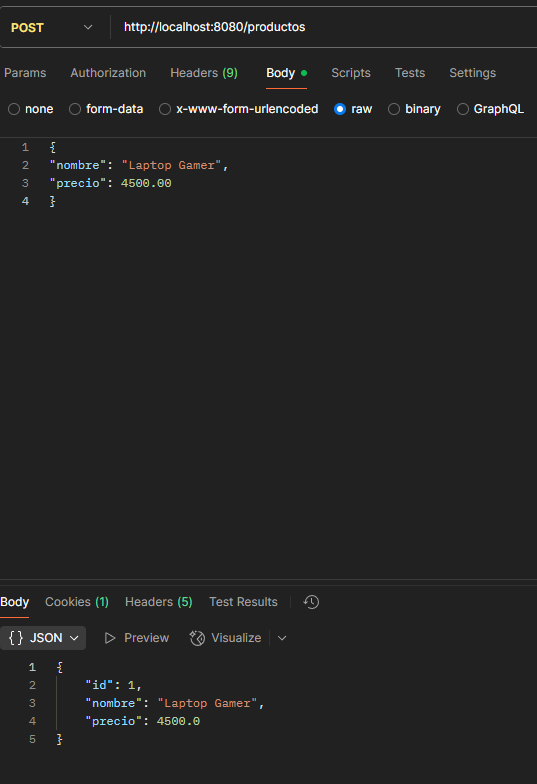 POST http://localhost:8080/productos
Params Authorization Headers (9) Body Scripts Tests Settings
none form-data x-www-form-urlencoded raw binary GraphQL
1 {
2 "nombre": "Laptop Gamer",
3 "precio": 4500.00
4 }
Body Cookies (1) Headers (5) Test Results
{} JSON Preview Visualize
1 {
2 "id": 1,
3 "nombre": "Laptop Gamer",
4 "precio": 4500.0
5 }